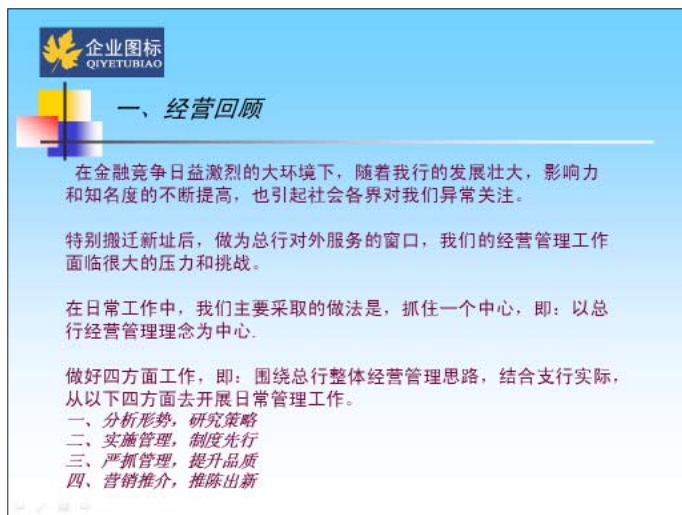 企业图标
QIYETUBIAO
一、经营回顾
在金融竞争日益激烈的大环境下，随着我行的发展壮大，影响力
和知名度的不断提高，也引起社会各界对我们异常关注。
特别搬迁新址后，做为总行对外服务的窗口，我们的经营管理工作
面临很大的压力和挑战。
在日常工作中，我们主要采取的做法是，抓住一个中心，即：以总
行经营管理理念为中心.
做好四方面工作，即：围绕总行整体经营管理思路，结合支行实际，
从以下四方面去开展日常管理工作。
一、分析形势，研究策略
二、实施管理，制度先行
三、严抓管理，提升品质
四、营销推介，推陈出新